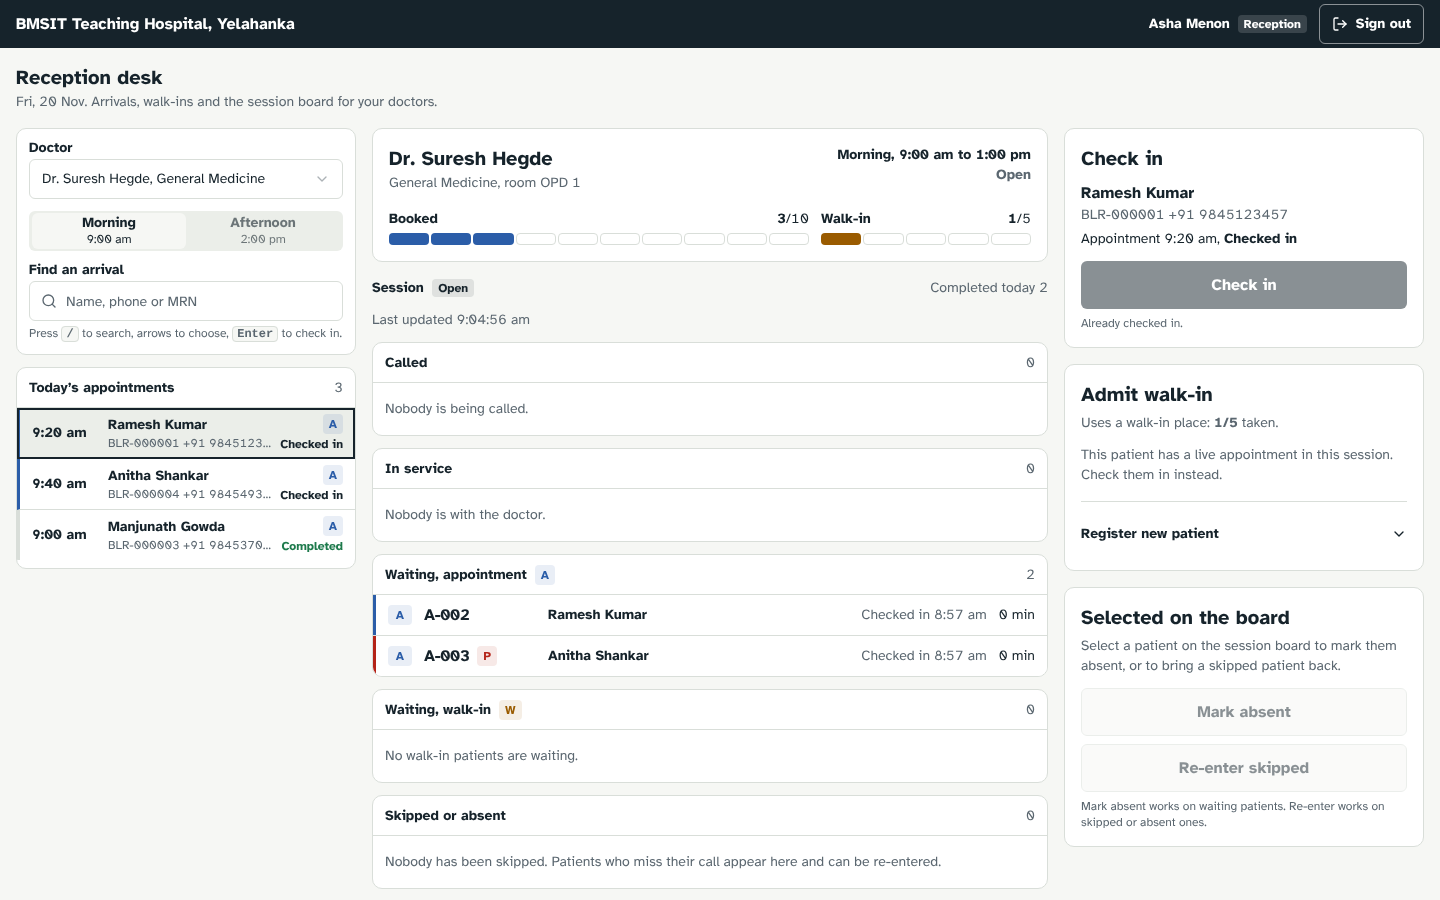 BMSIT Teaching Hospital, Yelahanka
Asha Menon Reception Sign out
Reception desk
Fri, 20 Nov. Arrivals, walk-ins and the session board for your doctors.
Doctor
Dr. Suresh Hegde, General Medicine
Morning
9:00 am
Afternoon
2:00 pm
Find an arrival
Name, phone or MRN
Press / to search, arrows to choose, Enter to check in.
Today's appointments 3
9:20 am Ramesh Kumar A
BLR-000001 +91 9845123... Checked in
9:40 am Anitha Shankar A
BLR-000004 +91 9845493... Checked in
9:00 am Manjunath Gowda A
BLR-000003 +91 9845370... Completed
Dr. Suresh Hegde
General Medicine, room OPD 1
Morning, 9:00 am to 1:00 pm
Open
Booked 3/10
Walk-in 1/5
Session Open
Completed today 2
Last updated 9:04:56 am
Called 0
Nobody is being called.
In service 0
Nobody is with the doctor.
Waiting, appointment A 2
A A-002 Ramesh Kumar Checked in 8:57 am 0 min
A A-003 P Anitha Shankar Checked in 8:57 am 0 min
Waiting, walk-in W 0
No walk-in patients are waiting.
Skipped or absent 0
Nobody has been skipped. Patients who miss their call appear here and can be re-entered.
Check in
Ramesh Kumar
BLR-000001 +91 9845123457
Appointment 9:20 am, Checked in
Check in
Already checked in.
Admit walk-in
Uses a walk-in place: 1/5 taken.
This patient has a live appointment in this session.
Check them in instead.
Register new patient
Selected on the board
Select a patient on the session board to mark them
absent, or to bring a skipped patient back.
Mark absent
Re-enter skipped
Mark absent works on waiting patients. Re-enter works on
skipped or absent ones.